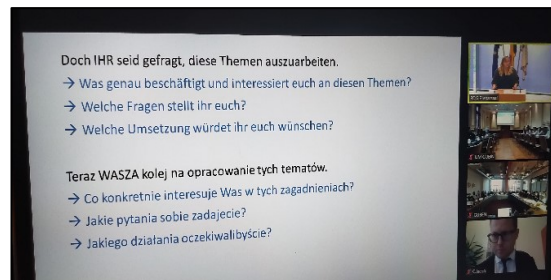 Doch IHR seid gefragt, diese Themen auszuarbeiten.
→ Was genau beschäftigt und interessiert euch an diesen Themen?
→ Welche Fragen stellt ihr euch?
→ Welche Umsetzung würdet ihr euch wünschen?
Teraz WASZA kolej na opracowanie tych tematów.
→ Co konkretnie interesuje Was w tych zagadnieniach?
→ Jakie pytania sobie zadajecie?
→ Jakiego działania oczekiwalibyście?